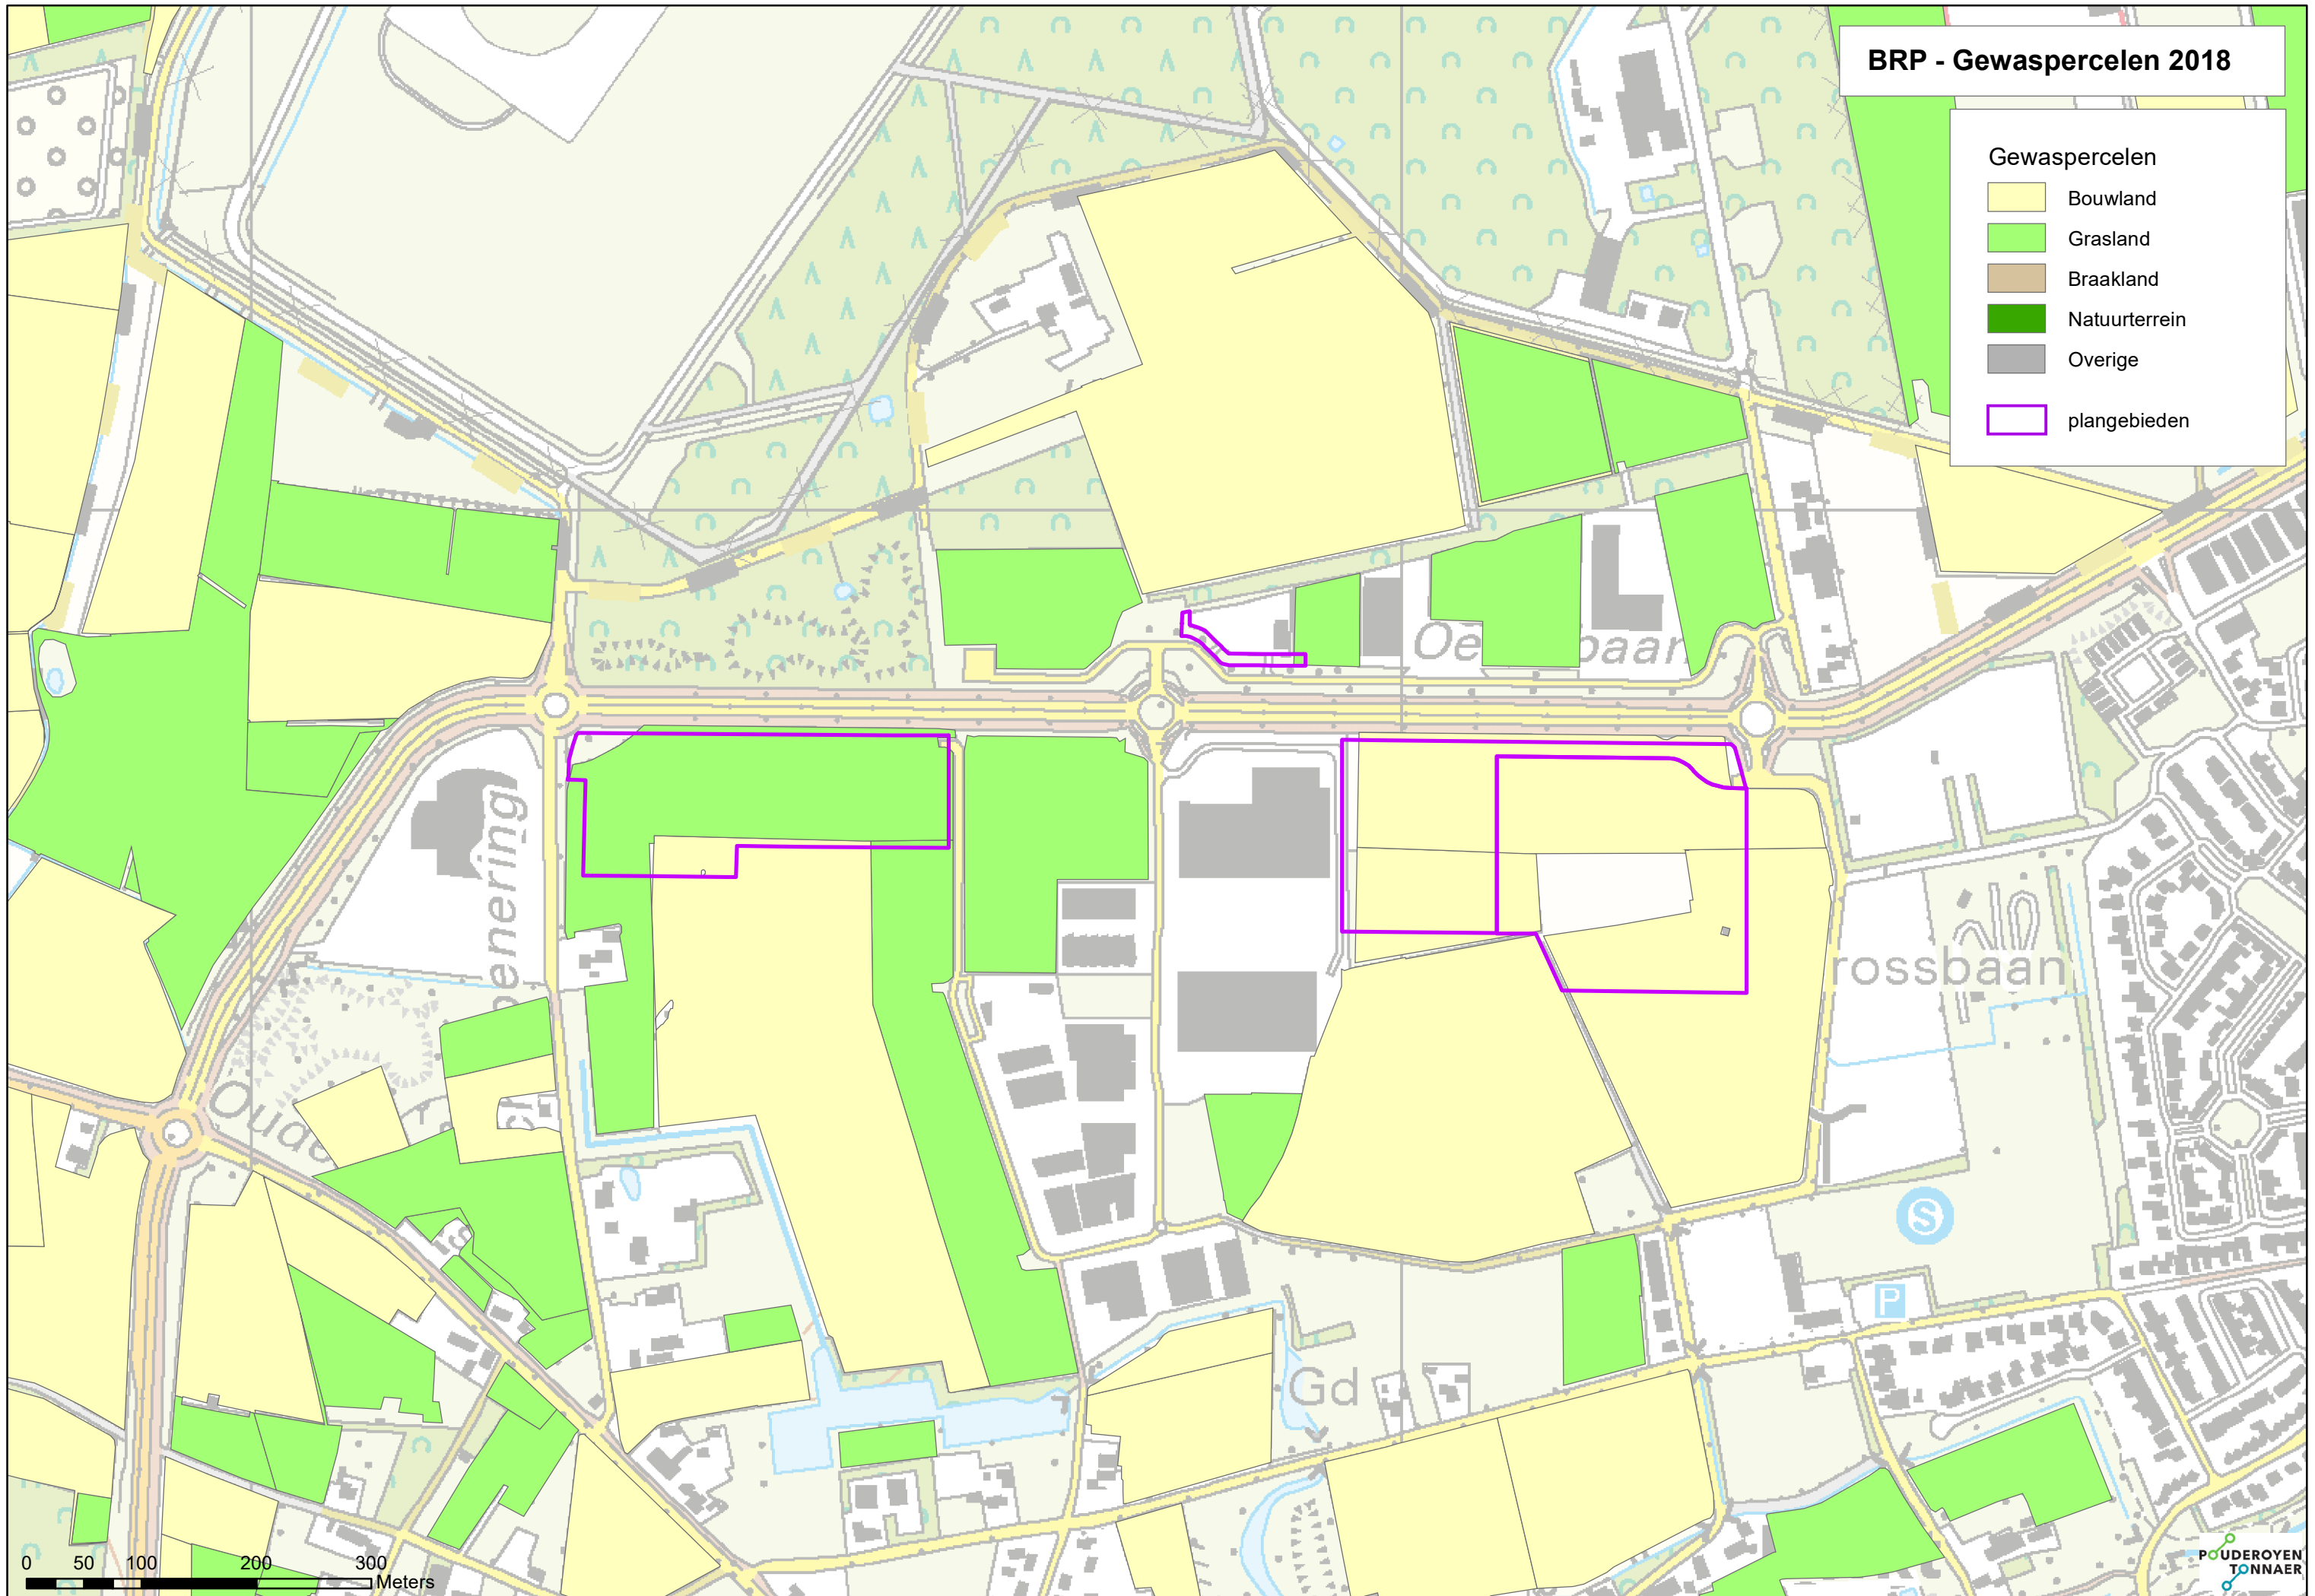 BRP - Gewaspercelen 2018
Gewaspercelen
Bouwland
Grasland
Braakland
Natuurterrein
Overige
plangebieden
Oe
baan
enering
rossbaan
Oude
S
P
Gd
0 50 100 200 300
Meters
POUDEROYEN
TONNAER